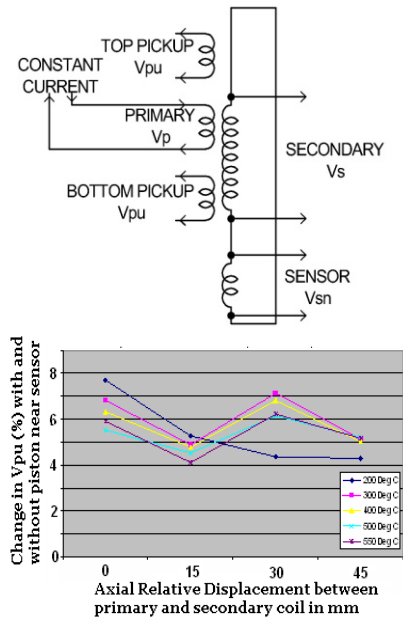 TOP PICKUP
Vpu
CONSTANT
CURRENT
PRIMARY
Vp
SECONDARY
Vs
BOTTOM PICKUP
Vpu
SENSOR
Vsn
Change in Vpu (%) with and
without piston near sensor
8
6
4
2
0
0 15 30 45
200 Deg C
300 Deg C
400 Deg C
500 Deg C
550 Deg C
Axial Relative Displacement between
primary and secondary coil in mm